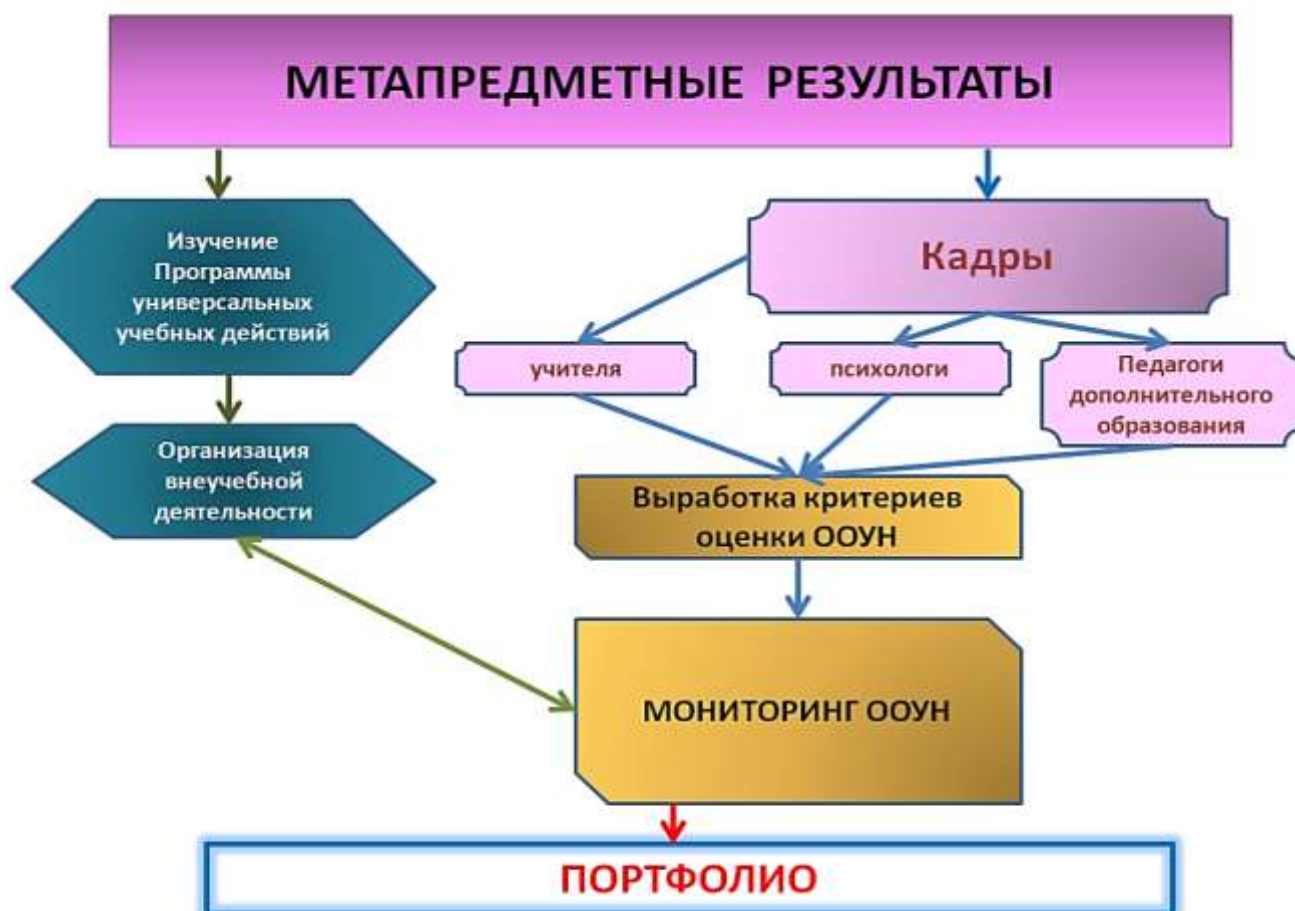 МЕТАПРЕДМЕТНЫЕ РЕЗУЛЬТАТЫ
Изучение
Программы
универсальных
учебных действий
Кадры
учителя
психологи
Педагоги
дополнительного
образования
Организация
внеучебной
деятельности
Выработка критериев
оценки ООУН
МОНИТОРИНГ ООУН
ПОРТФОЛИО